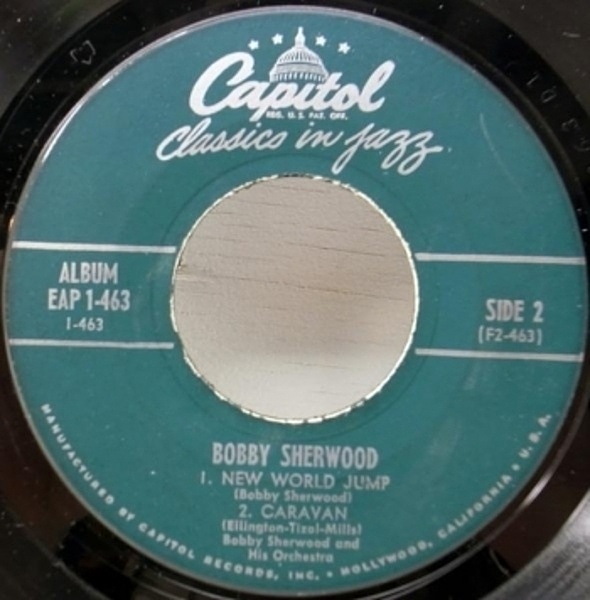 Capitol
REG. U.S. PAT. OFF.
Classics in Jazz
ALBUM
EAP 1-463
1-463
SIDE 2
(F2-463)
BOBBY SHERWOOD
1. NEW WORLD JUMP
(Bobby Sherwood)
2. CARAVAN
(Ellington-Tizol-Mills)
Bobby Sherwood and
His Orchestra
MANUFACTURED BY CAPITOL RECORDS, INC. • HOLLYWOOD, CALIFORNIA • U.S.A.